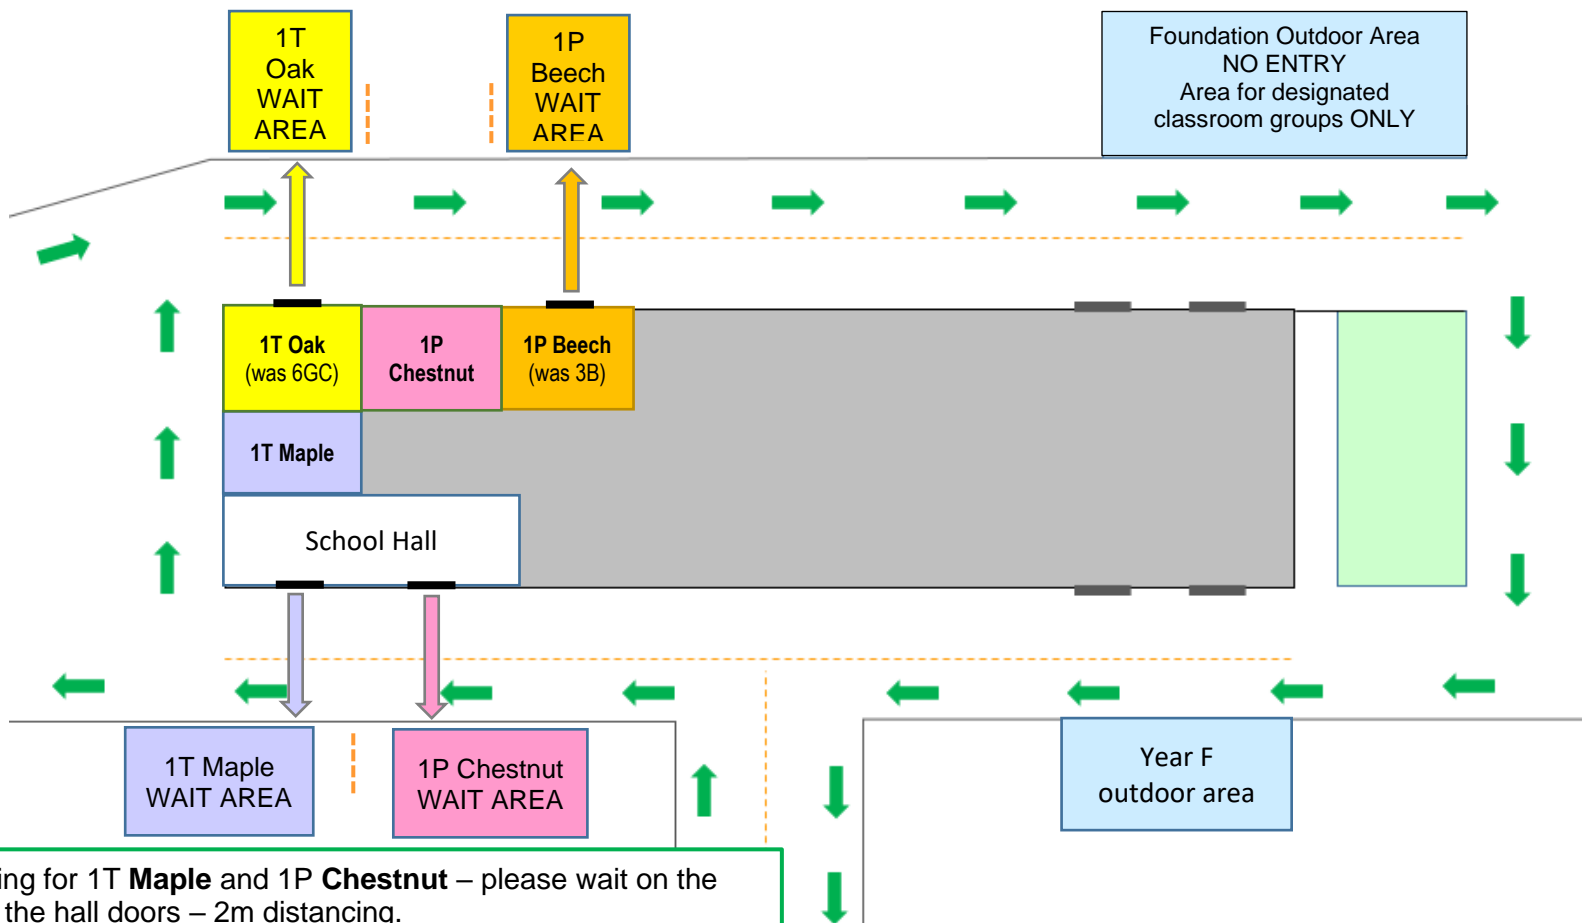 1T
Oak
WAIT
AREA
1P
Beech
WAIT
AREA
Foundation Outdoor Area
NO ENTRY
Area for designated
classroom groups ONLY
1T Oak
(was 6GC)
1P
Chestnut
1P Beech
(was 3B)
1T Maple
School Hall
1T Maple
WAIT AREA
1P Chestnut
WAIT AREA
Year F
outdoor area
ing for 1T Maple and 1P Chestnut – please wait on the
the hall doors – 2m distancing.